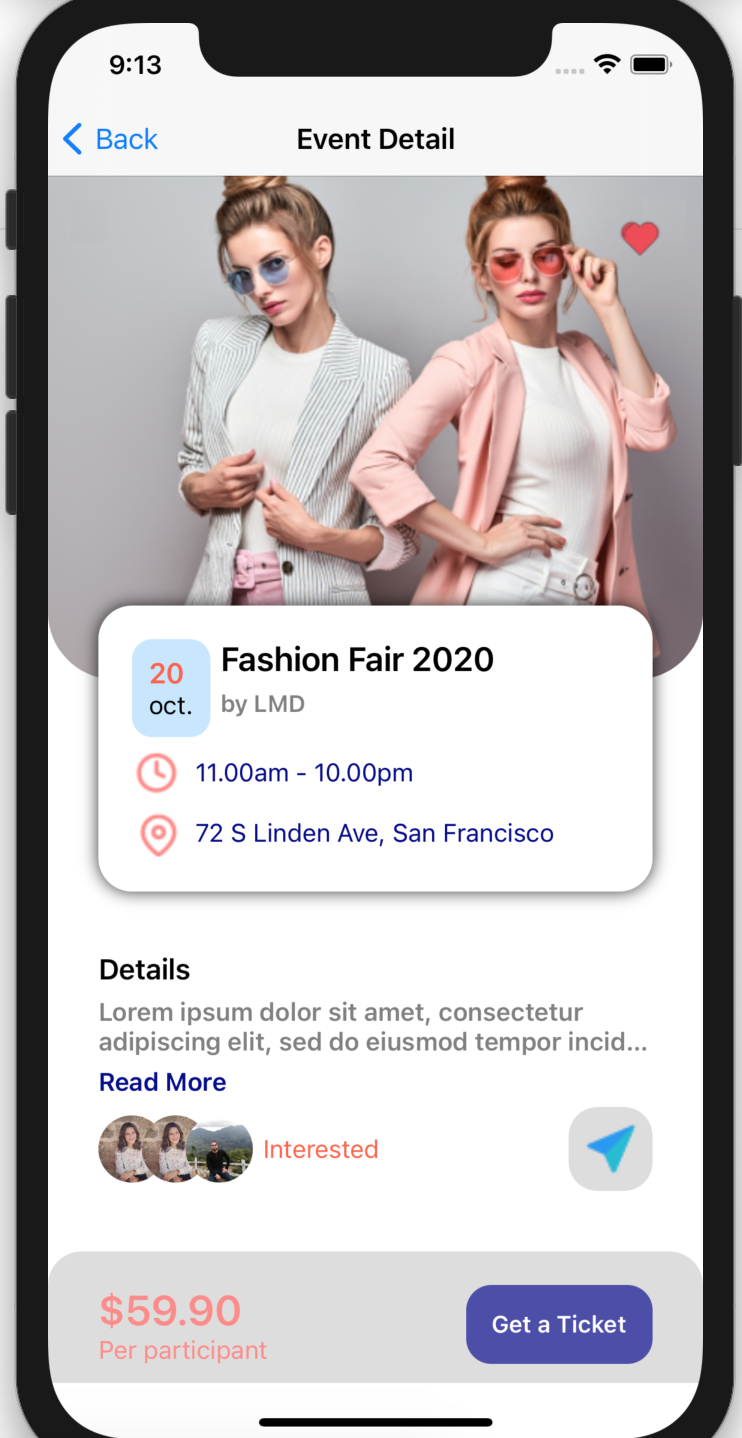 9:13
Back
Event Detail
20
oct.
Fashion Fair 2020
by LMD
11.00am - 10.00pm
72 S Linden Ave, San Francisco
Details
Lorem ipsum dolor sit amet, consectetur
adipiscing elit, sed do eiusmod tempor incid...
Read More
Interested
$59.90
Per participant
Get a Ticket